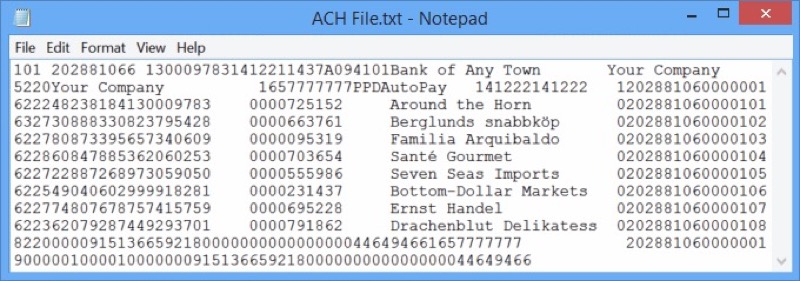 ACH File.txt - Notepad
File Edit Format View Help
101 202881066 1300097831412211437A094101Bank of Any Town Your Company
5220Your Company 1657777777PPDAutoPay 141222141222 1202881060000001
622248238184130009783 0000725152 Around the Horn 0202881060000101
632730888330823795428 0000663761 Berglunds snabbköp 0202881060000102
622780873395657340609 0000095319 Familia Arquibaldo 0202881060000103
622860847885362060253 0000703654 Santé Gourmet 0202881060000104
622722887268973059050 0000555986 Seven Seas Imports 0202881060000105
622549040602999918281 0000231437 Bottom-Dollar Markets 0202881060000106
622774807678757415759 0000695228 Ernst Handel 0202881060000107
622362079287449293701 0000791862 Drachenblut Delikatess 0202881060000108
822000000915136659218000000000000000446494661657777777 202881060000001
9000001000010000000091513665921800000000000000044649466